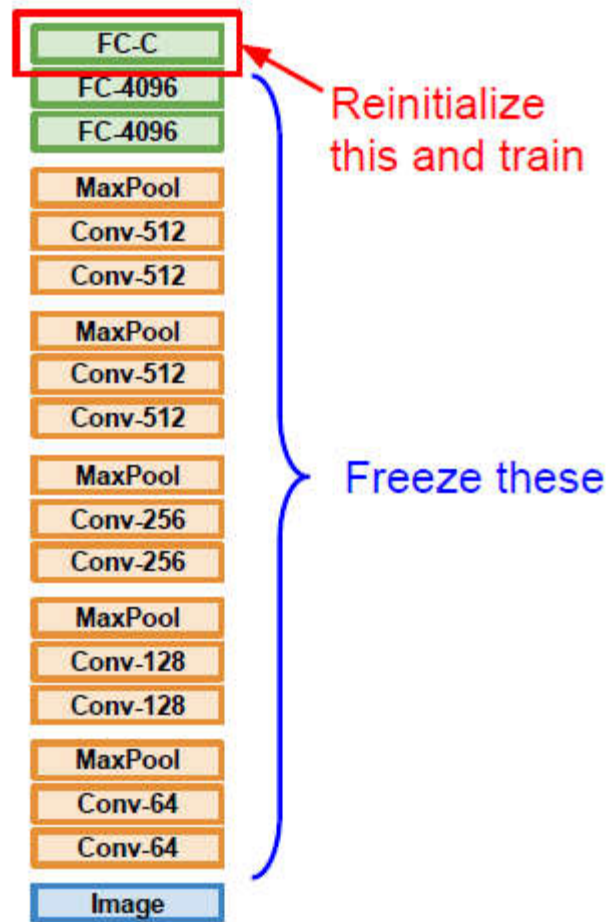 FC-C
FC-4096
FC-4096
Reinitialize
this and train
MaxPool
Conv-512
Conv-512
MaxPool
Conv-512
Conv-512
MaxPool
Conv-256
Conv-256
Freeze these
MaxPool
Conv-128
Conv-128
MaxPool
Conv-64
Conv-64
Image